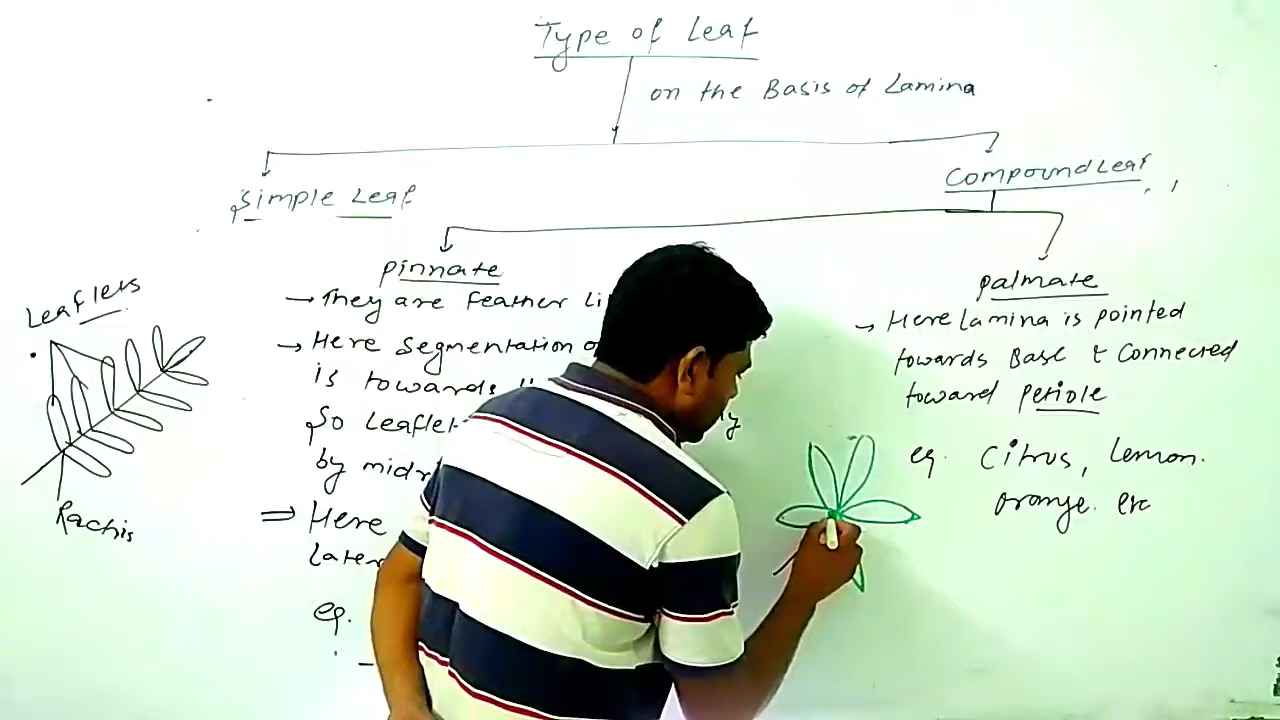 Type of Leaf
on the Basis of Lamina
Simple Leaf
Compound Leaf
pinnate
→ They are feather li
→ Here segmentation o
is towards
So Leaflet
ly
by midri
⇒ Here
later
eg.
palmate
→ Here Lamina is pointed
towards Base & Connected
toward petiole
eg. Citrus, Lemon.
orange. etc
Leaflets
Rachis